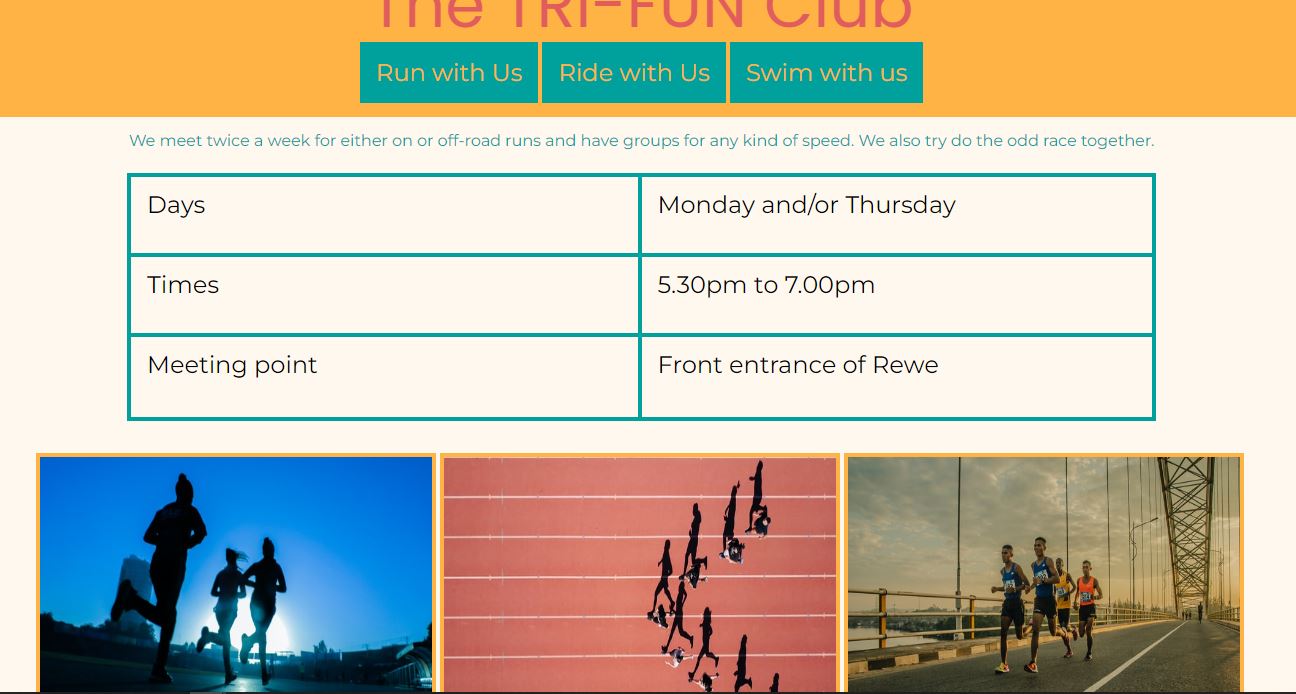 The TRI-FUN Club
Run with Us Ride with Us Swim with us
We meet twice a week for either on or off-road runs and have groups for any kind of speed. We also try do the odd race together.
Days Monday and/or Thursday
Times 5.30pm to 7.00pm
Meeting point Front entrance of Rewe